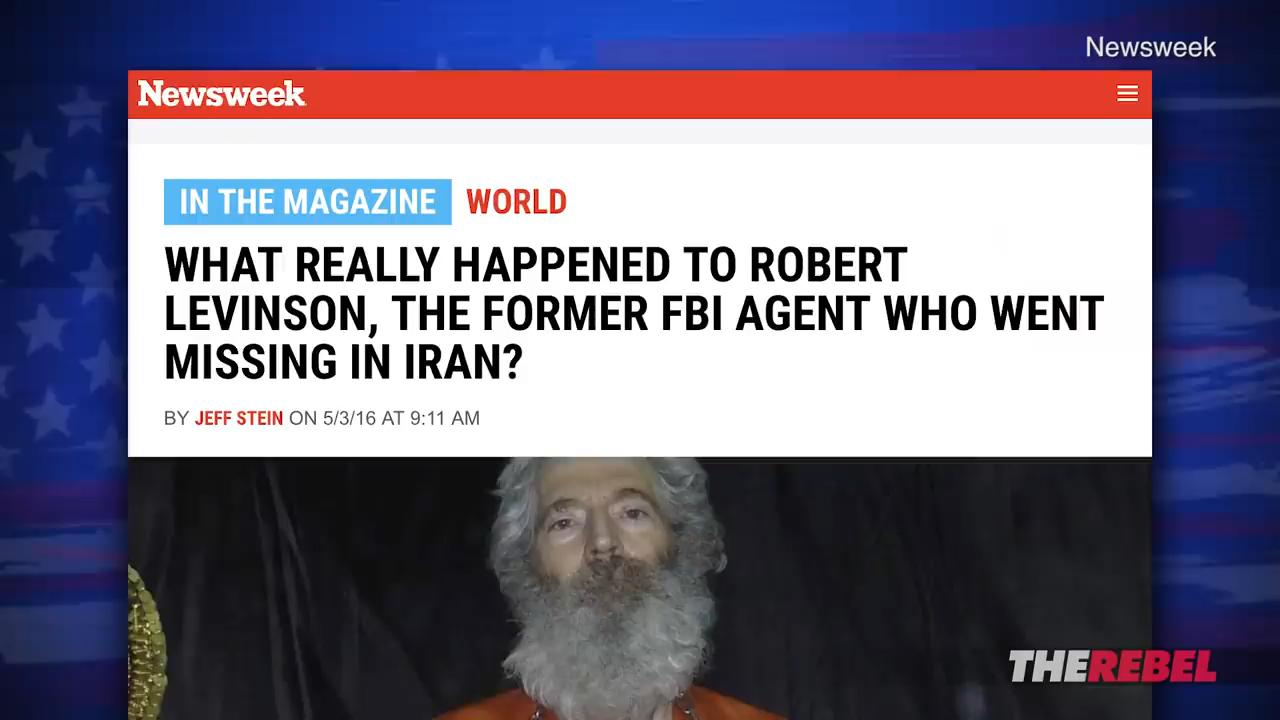 Newsweek
Newsweek
IN THE MAGAZINE WORLD
WHAT REALLY HAPPENED TO ROBERT
LEVINSON, THE FORMER FBI AGENT WHO WENT
MISSING IN IRAN?
BY JEFF STEIN ON 5/3/16 AT 9:11 AM
THEREBEL